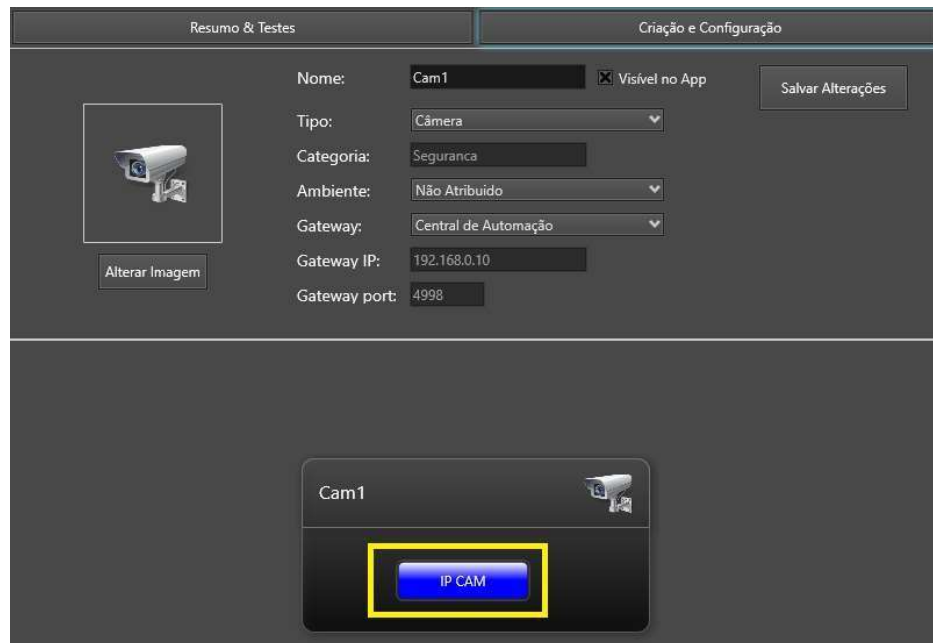 Resumo & Testes
Criação e Configuração
Nome:
Cam1
Visível no App
Salvar Alterações
Tipo:
Câmera
Categoria:
Seguranca
Ambiente:
Não Atribuido
Gateway:
Central de Automação
Gateway IP:
192.168.0.10
Alterar Imagem
Gateway port:
4998
Cam1
IP CAM